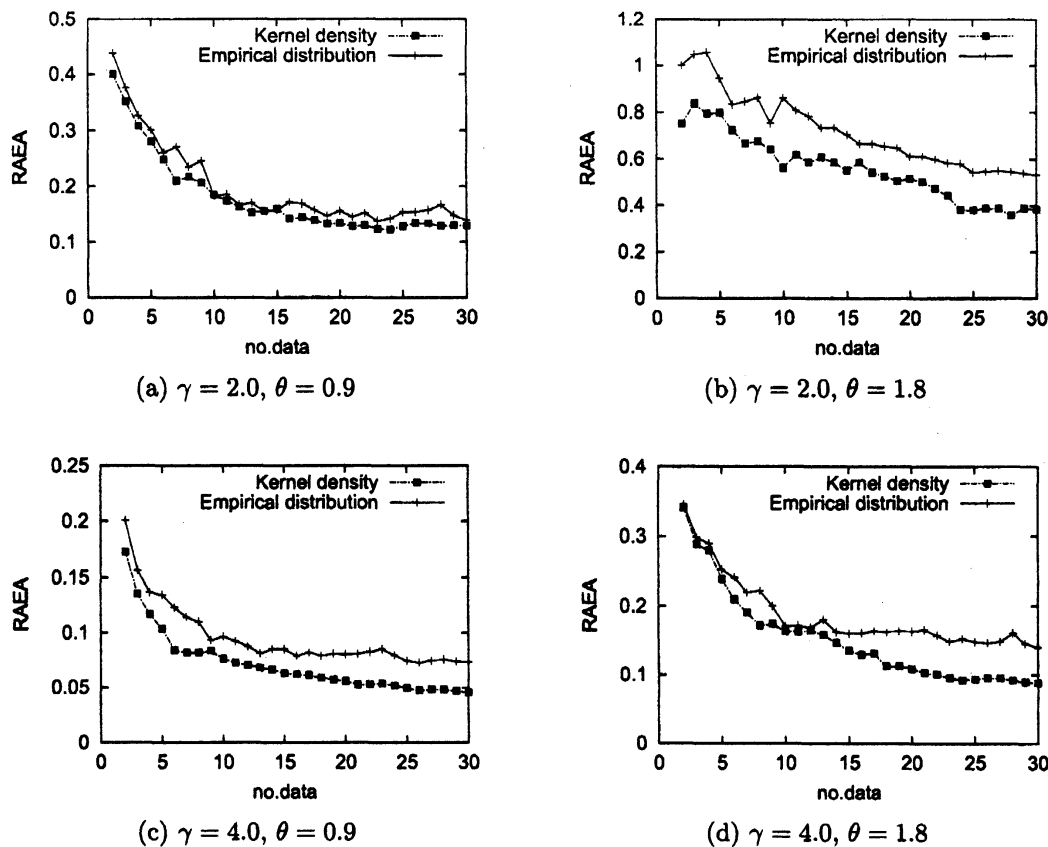 0.5
0.4
0.3
0.2
0.1
0
RAEA
Kernel density
Empirical distribution
0 5 10 15 20 25 30
no.data
(a) γ = 2.0, θ = 0.9
1.2
1
0.8
0.6
0.4
0.2
0
RAEA
Kernel density
Empirical distribution
0 5 10 15 20 25 30
no.data
(b) γ = 2.0, θ = 1.8
0.25
0.2
0.15
0.1
0.05
0
RAEA
Kernel density
Empirical distribution
0 5 10 15 20 25 30
no.data
(c) γ = 4.0, θ = 0.9
0.4
0.3
0.2
0.1
0
RAEA
Kernel density
Empirical distribution
0 5 10 15 20 25 30
no.data
(d) γ = 4.0, θ = 1.8